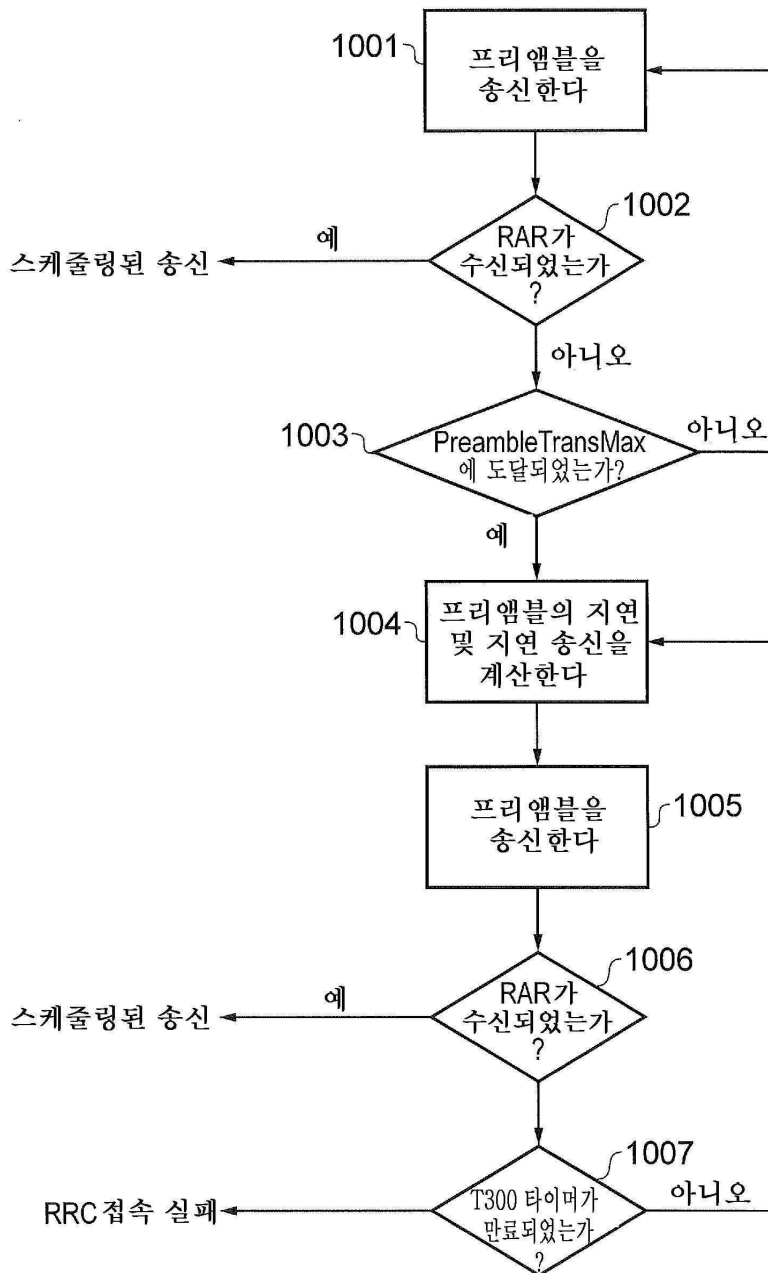 1001
프리앰블을
송신한다
1002
RAR가
수신되었는가
?
예
스케줄링된 송신
아니오
1003
PreambleTransMax
에 도달되었는가?
아니오
예
1004
프리앰블의 지연
및 지연 송신을
계산한다
프리앰블을
송신한다
1005
1006
RAR가
수신되었는가
?
예
스케줄링된 송신
1007
T300 타이머가
만료되었는가
?
아니오
RRC 접속 실패